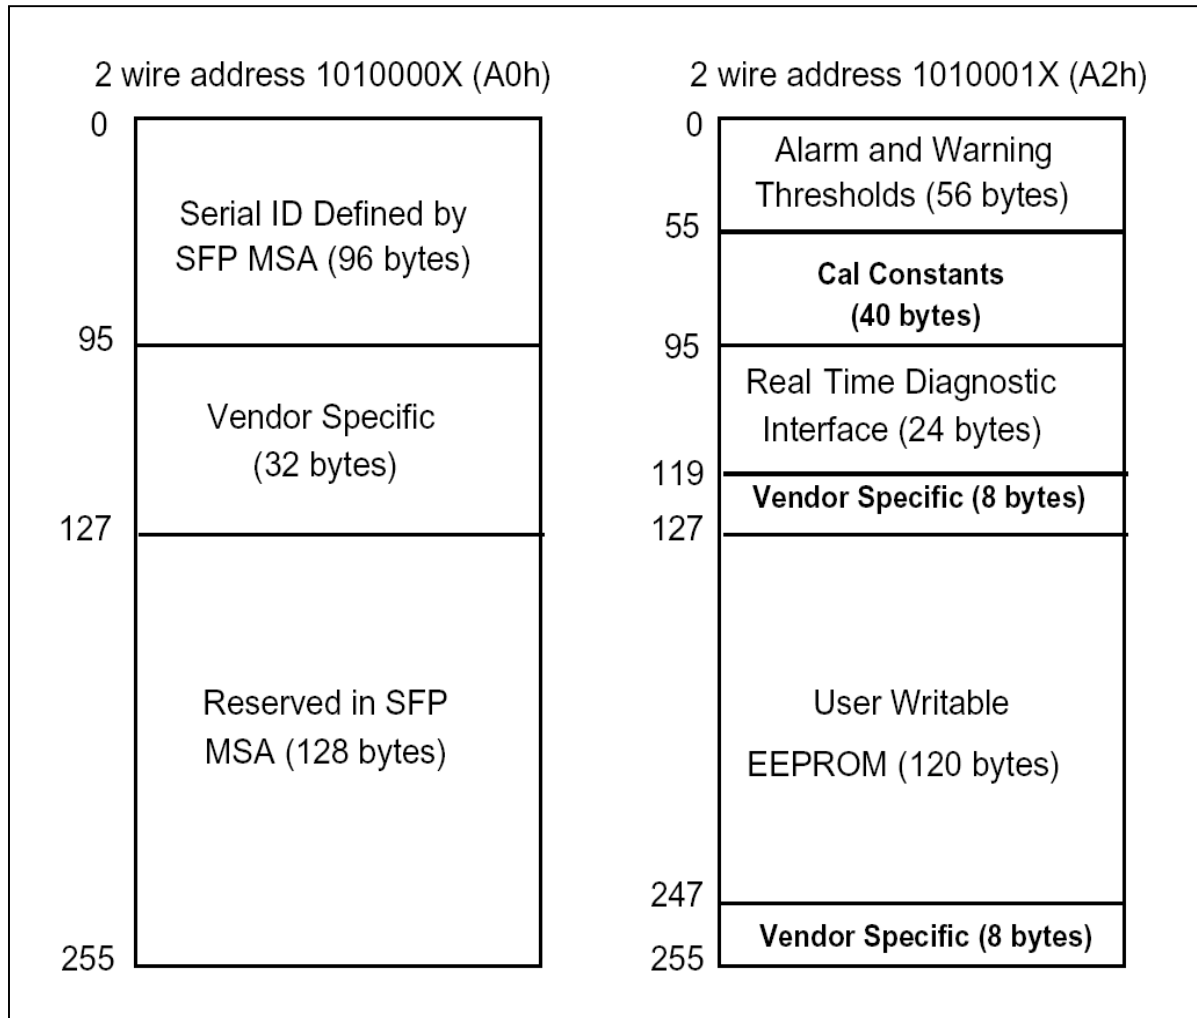 2 wire address 1010000X (A0h)
0
Serial ID Defined by
SFP MSA (96 bytes)
95
Vendor Specific
(32 bytes)
127
Reserved in SFP
MSA (128 bytes)
255
2 wire address 1010001X (A2h)
0
Alarm and Warning
Thresholds (56 bytes)
55
Cal Constants
(40 bytes)
95
Real Time Diagnostic
Interface (24 bytes)
119
Vendor Specific (8 bytes)
127
User Writable
EEPROM (120 bytes)
247
Vendor Specific (8 bytes)
255